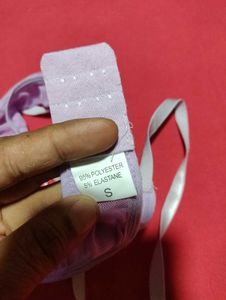 95% POLYESTER
5% ELASTANE
S